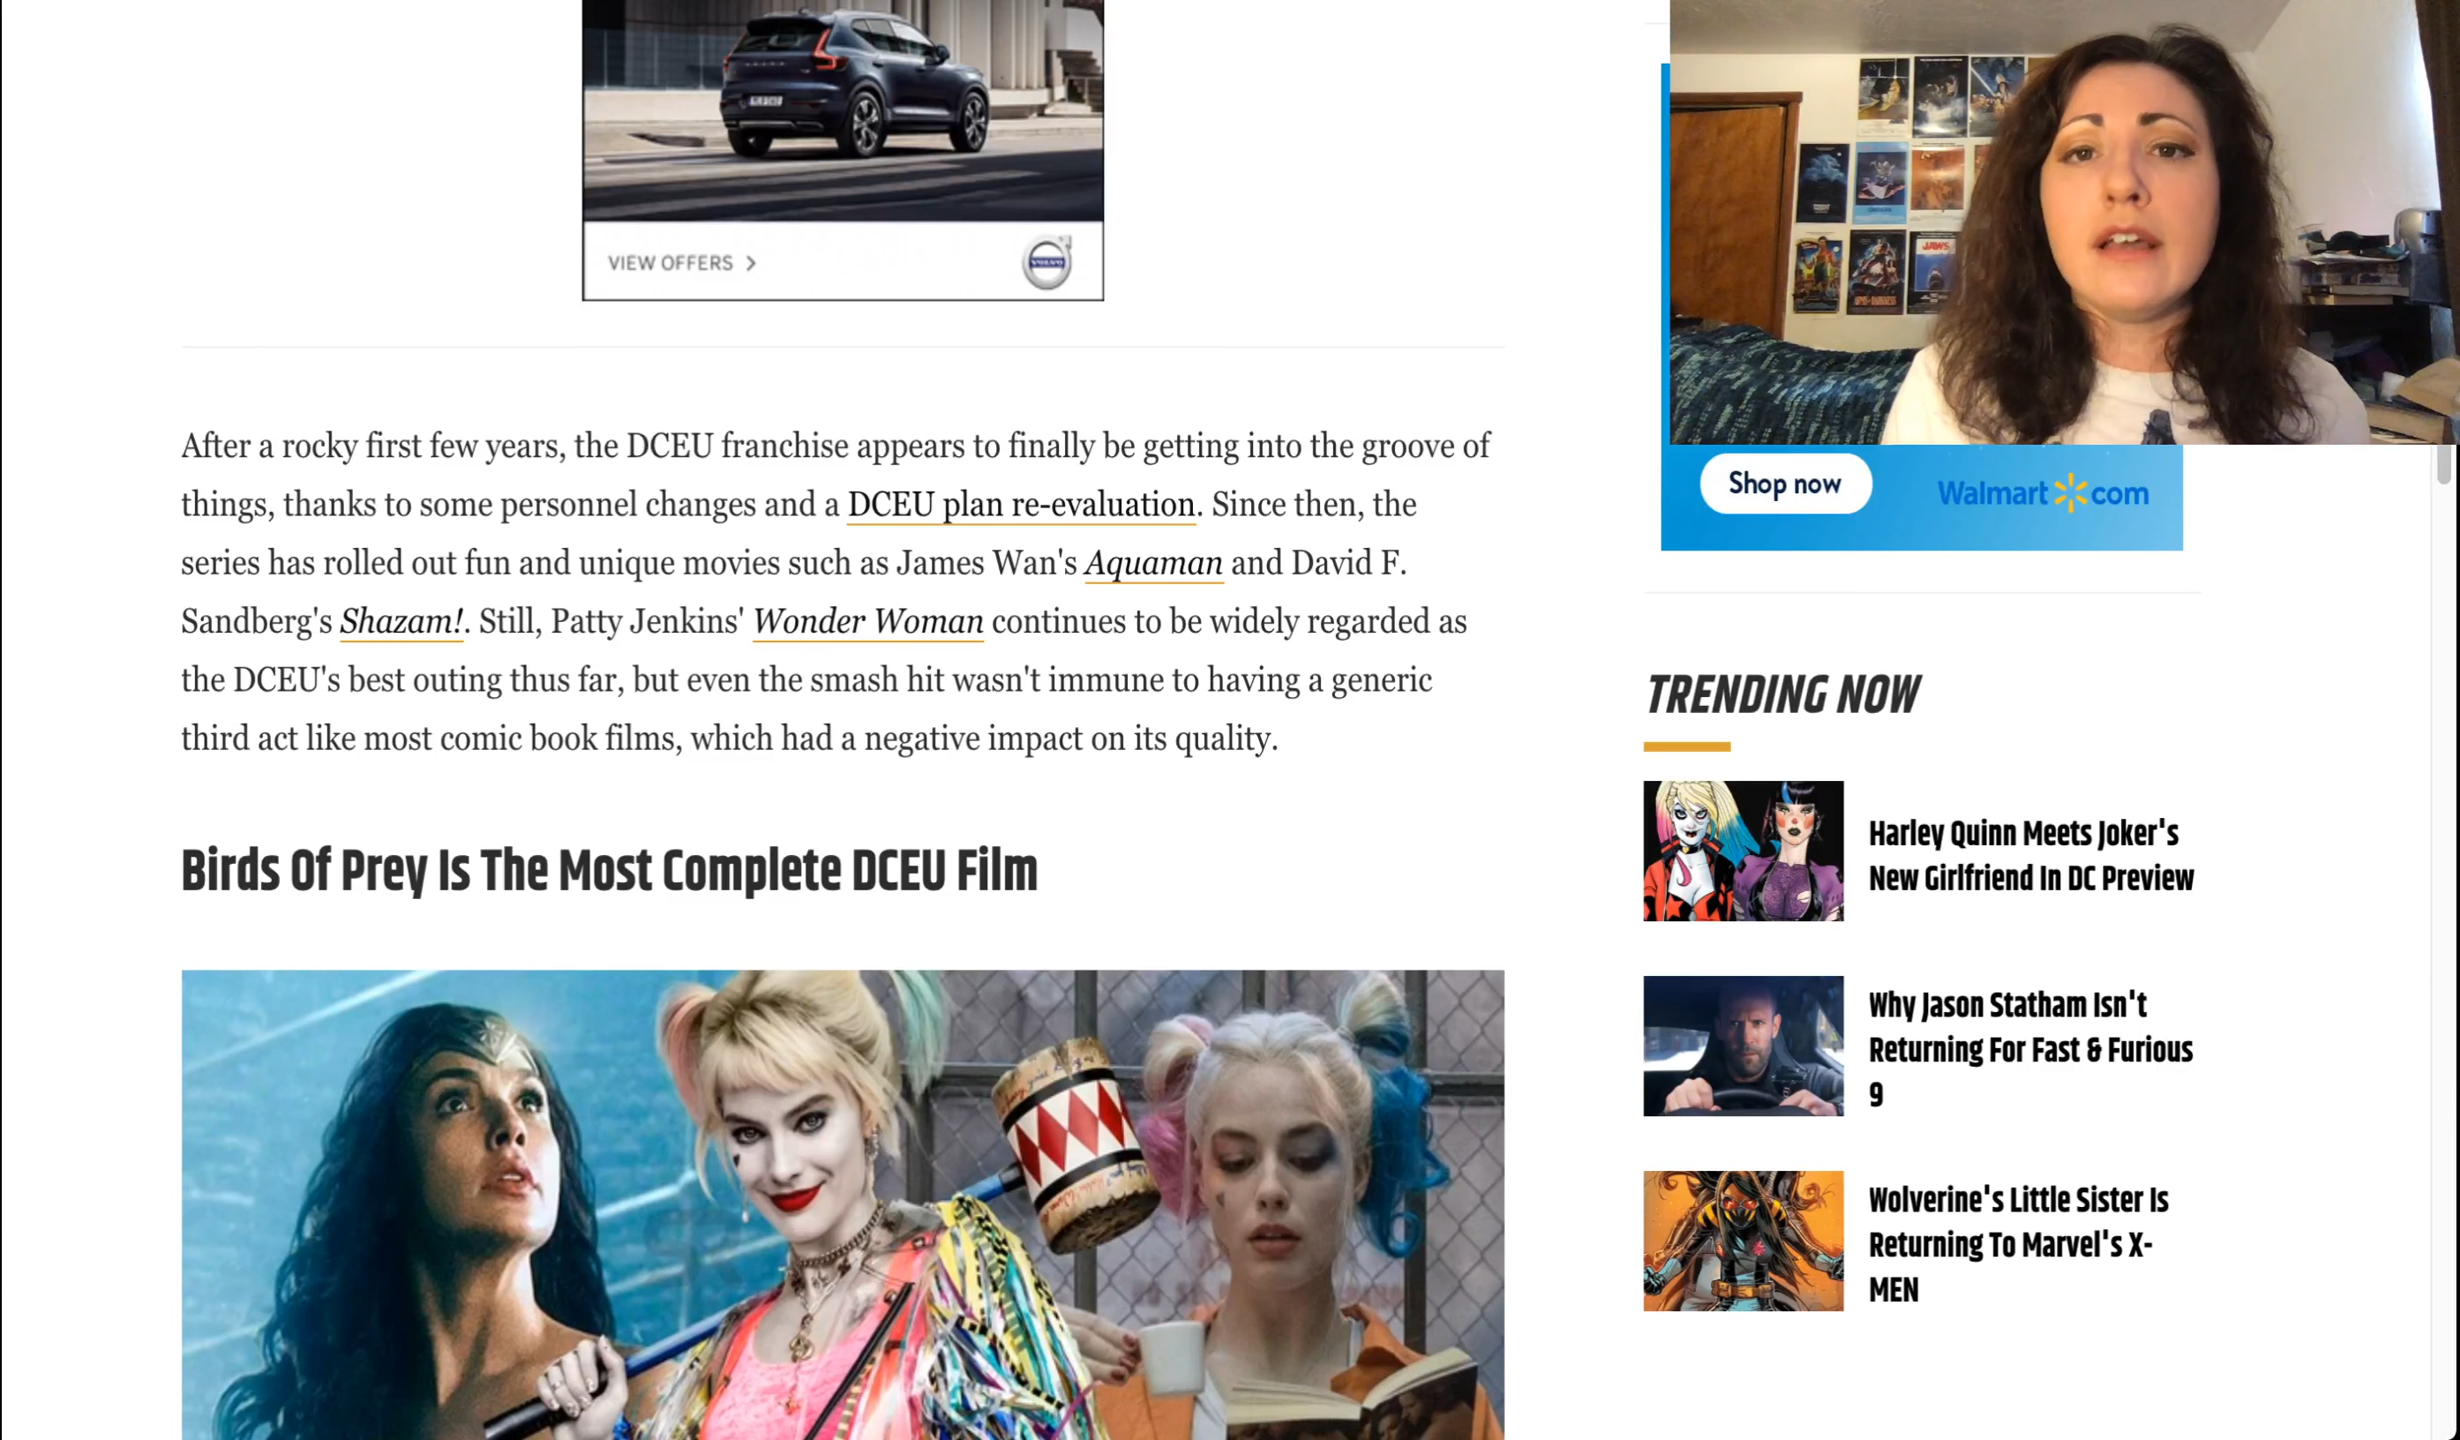 VIEW OFFERS >
VOLVO
After a rocky first few years, the DCEU franchise appears to finally be getting into the groove of
things, thanks to some personnel changes and a DCEU plan re-evaluation. Since then, the
series has rolled out fun and unique movies such as James Wan's Aquaman and David F.
Sandberg's Shazam!. Still, Patty Jenkins' Wonder Woman continues to be widely regarded as
the DCEU's best outing thus far, but even the smash hit wasn't immune to having a generic
third act like most comic book films, which had a negative impact on its quality.
Birds Of Prey Is The Most Complete DCEU Film
JAWS
Shop now
Walmart com
TRENDING NOW
Harley Quinn Meets Joker's
New Girlfriend In DC Preview
Why Jason Statham Isn't
Returning For Fast & Furious
9
Wolverine's Little Sister Is
Returning To Marvel's X-
MEN